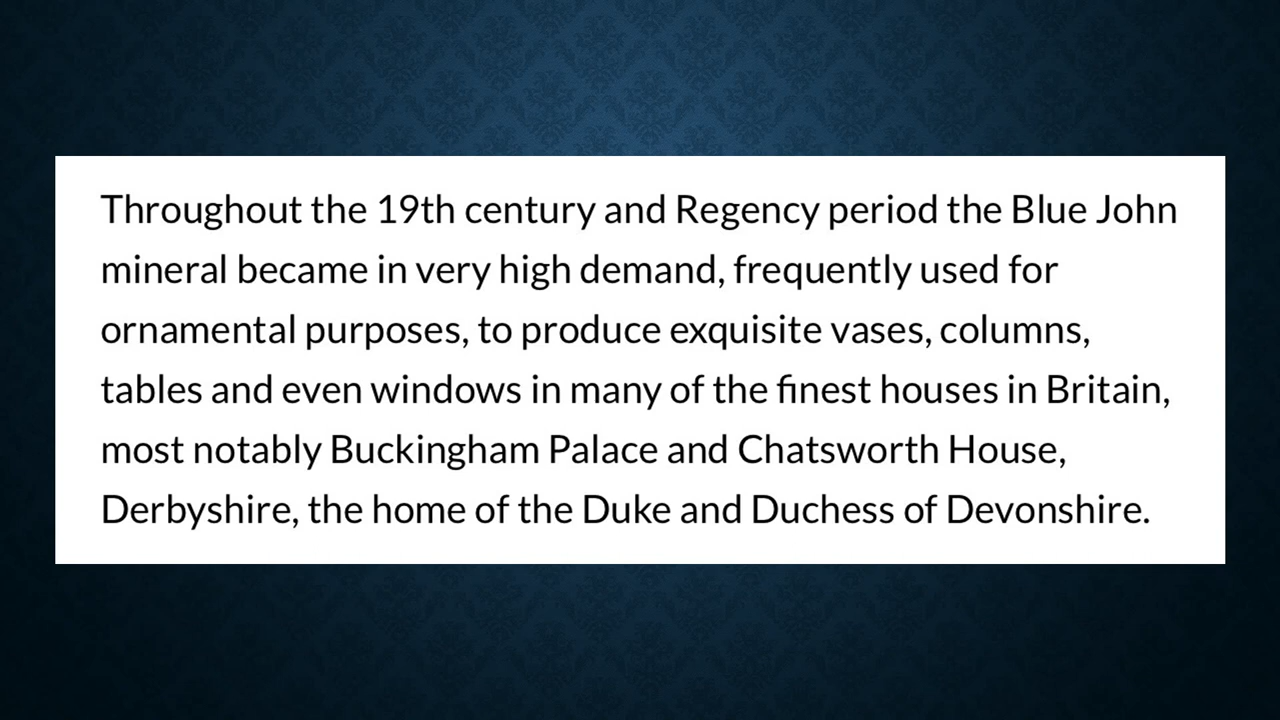 Throughout the 19th century and Regency period the Blue John
mineral became in very high demand, frequently used for
ornamental purposes, to produce exquisite vases, columns,
tables and even windows in many of the finest houses in Britain,
most notably Buckingham Palace and Chatsworth House,
Derbyshire, the home of the Duke and Duchess of Devonshire.